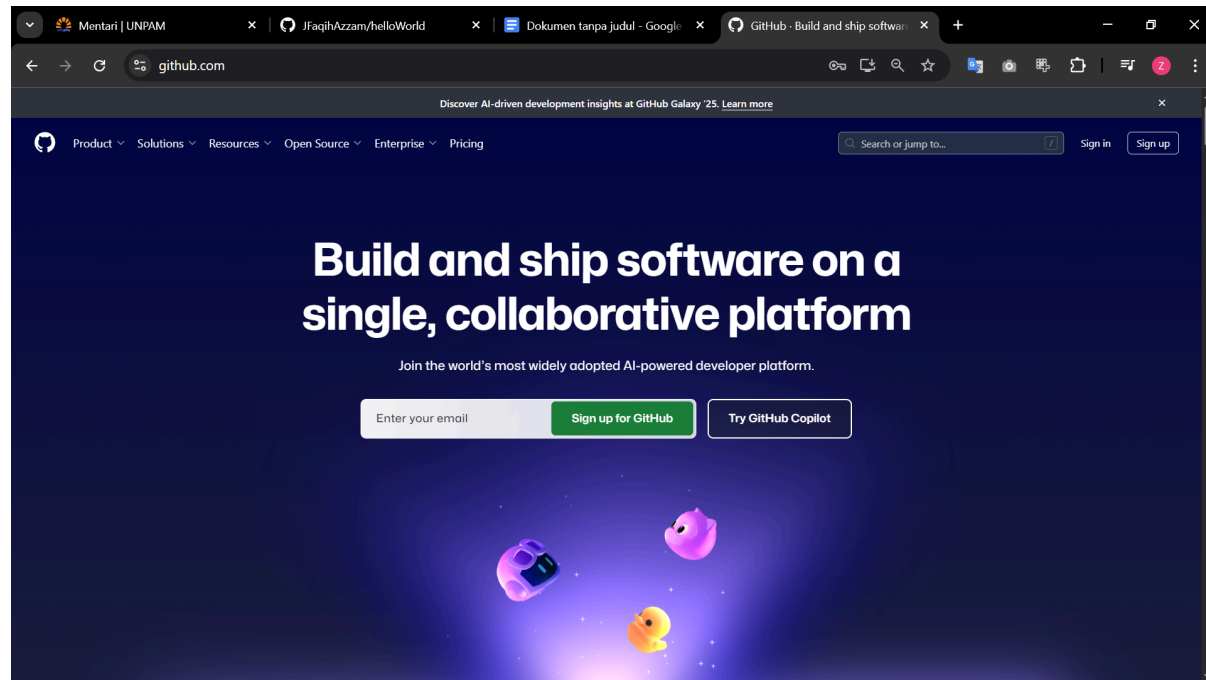 Mentari | UNPAM
JFaqihAzzam/helloWorld
Dokumen tanpa judul - Google
GitHub · Build and ship software
github.com
Z
Discover AI-driven development insights at GitHub Galaxy '25. Learn more
Product Solutions Resources Open Source Enterprise Pricing
Search or jump to... /
Sign in
Sign up
Build and ship software on a
single, collaborative platform
Join the world's most widely adopted AI-powered developer platform.
Enter your email
Sign up for GitHub
Try GitHub Copilot